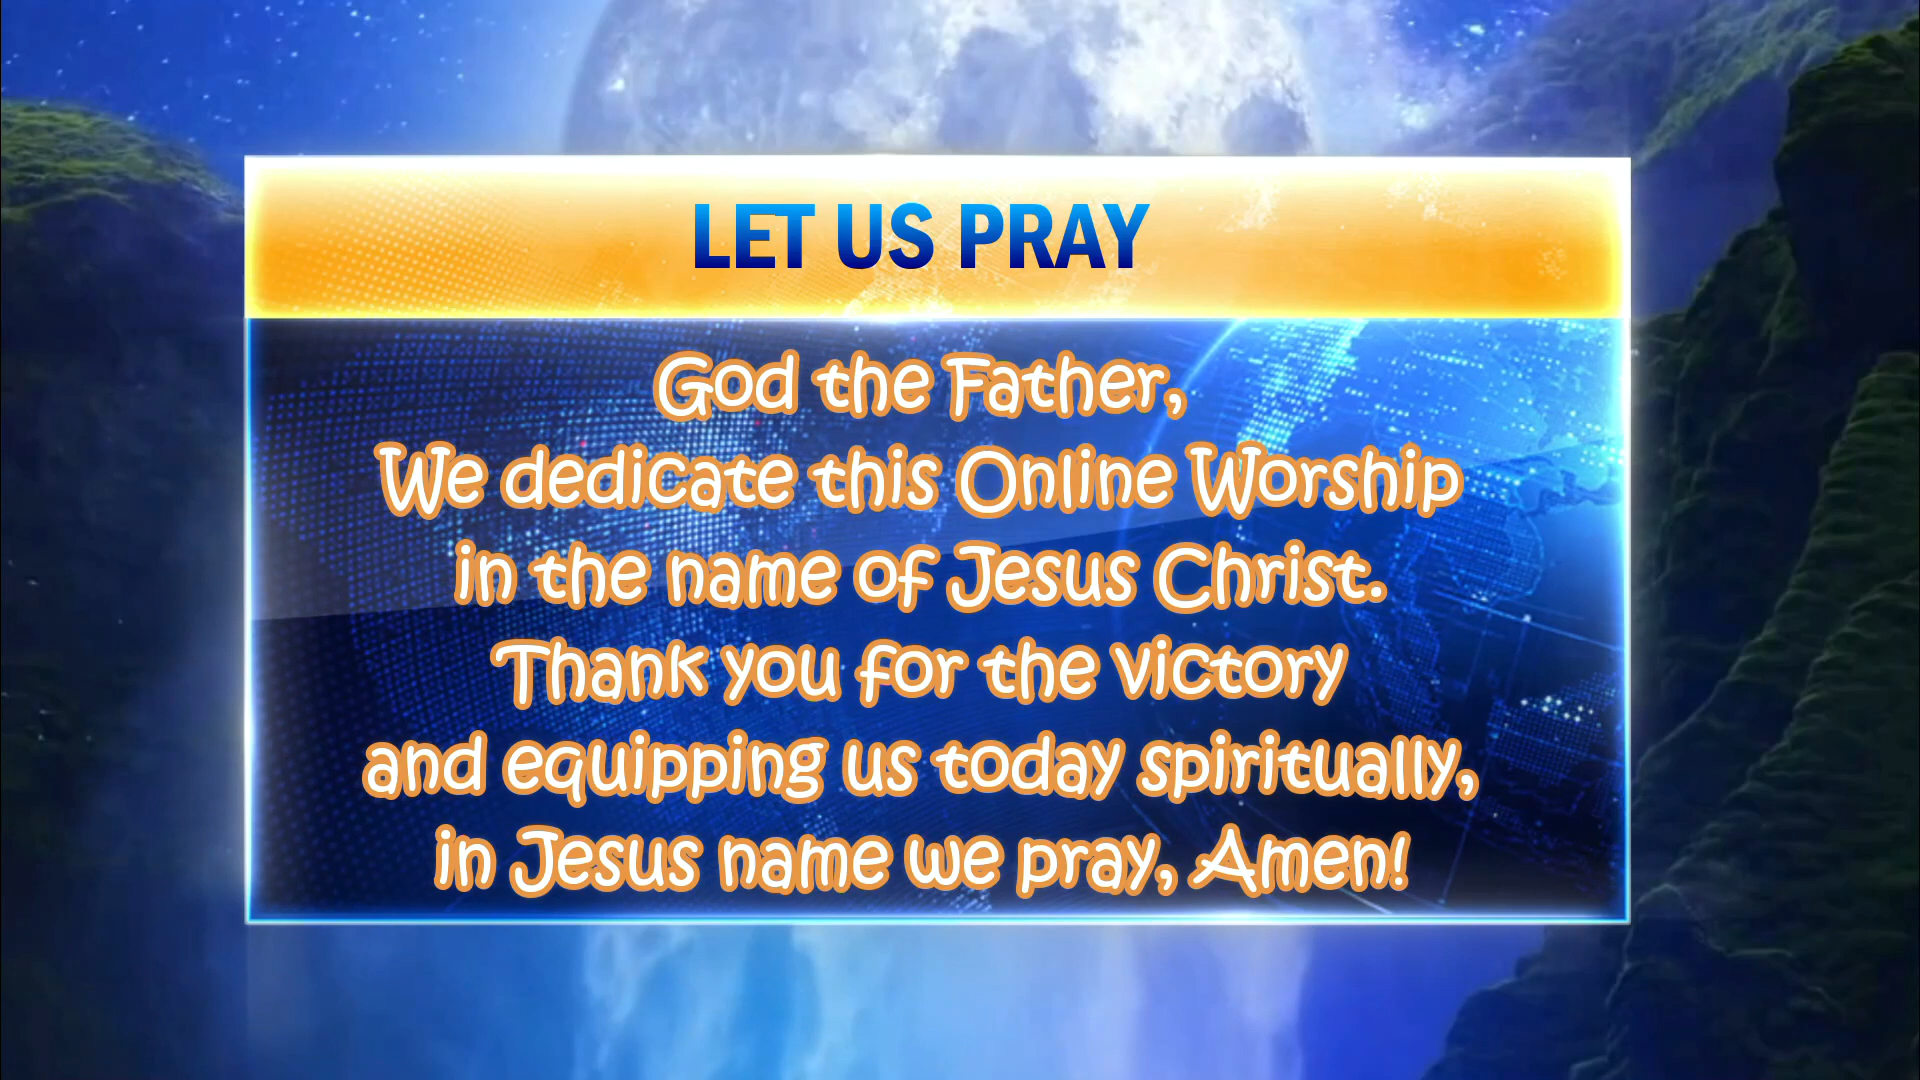 LET US PRAY
God the Father,
We dedicate this Online Worship
in the name of Jesus Christ.
Thank you for the victory
and equipping us today spiritually,
in Jesus name we pray, Amen!